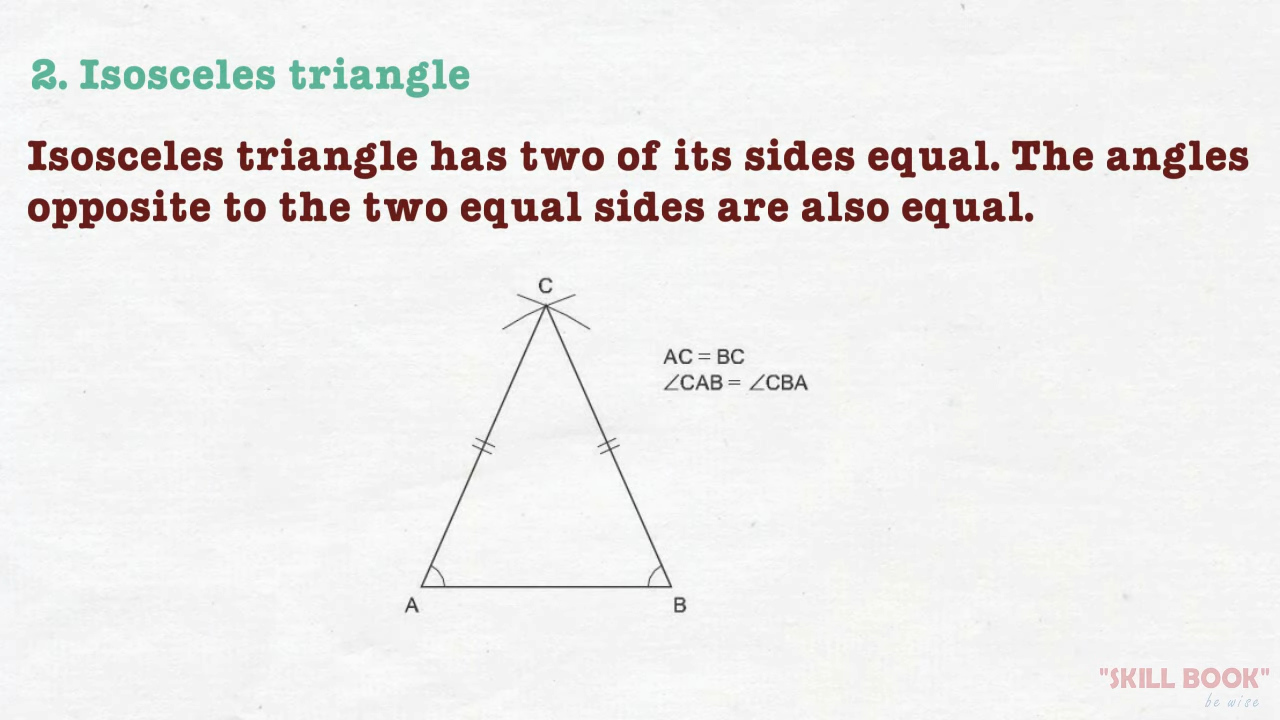 2. Isosceles triangle
Isosceles triangle has two of its sides equal. The angles
opposite to the two equal sides are also equal.
C
AC = BC
∠CAB = ∠CBA
A
B
"SKILL BOOK"
be wise